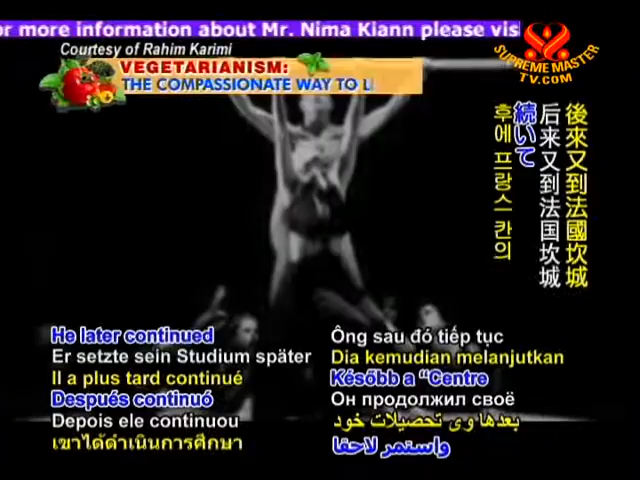 or more information about Mr. Nima Kiann please vis
Courtesy of Rahim Karimi
SUPREME MASTER
TV.COM
VEGETARIANISM:
THE COMPASSIONATE WAY TO L
後來又到法國坎城
后来又到法国坎城
続いて
후에 프랑스 칸의
He later continued
Er setzte sein Studium später
Il a plus tard continué
Después continuó
Depois ele continuou
เขาได้ดำเนินการศึกษา
Ông sau đó tiếp tục
Dia kemudian melanjutkan
Később a “Centre
Он продолжил своё
بعدها وی تحصیلات خود
واستمر لاحقا